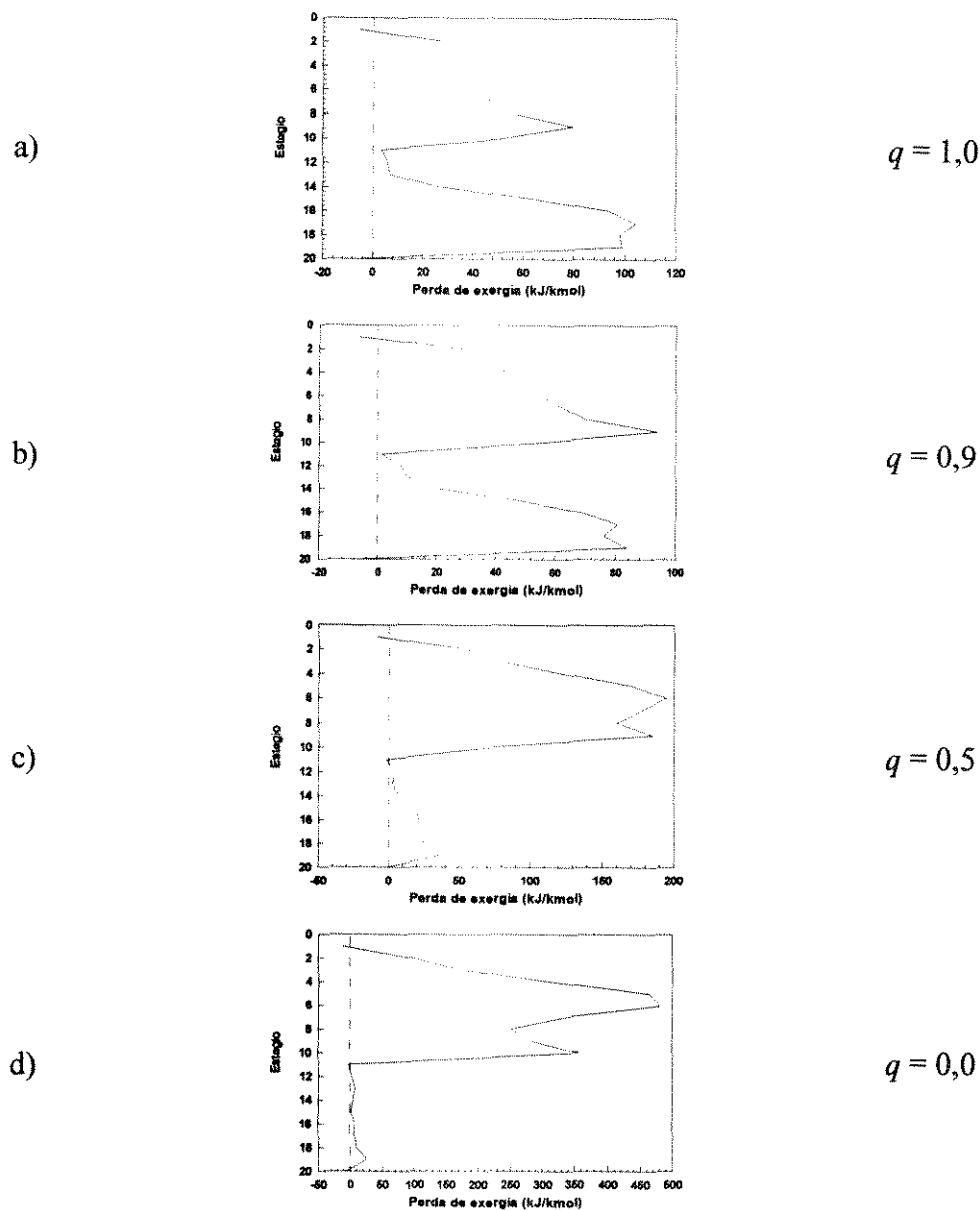 a)
Estagio
0
2
4
6
8
10
12
14
16
18
20
-20 0 20 40 60 80 100 120
Perda de exergia (kJ/kmol)
q = 1,0
b)
Estagio
0
2
4
6
8
10
12
14
16
18
20
-20 0 20 40 60 80 100
Perda de exergia (kJ/kmol)
q = 0,9
c)
Estagio
0
2
4
6
8
10
12
14
16
18
20
-50 0 50 100 150 200
Perda de exergia (kJ/kmol)
q = 0,5
d)
Estagio
0
2
4
6
8
10
12
14
16
18
20
-50 0 50 100 150 200 250 300 350 400 450 500
Perda de exergia (kJ/kmol)
q = 0,0